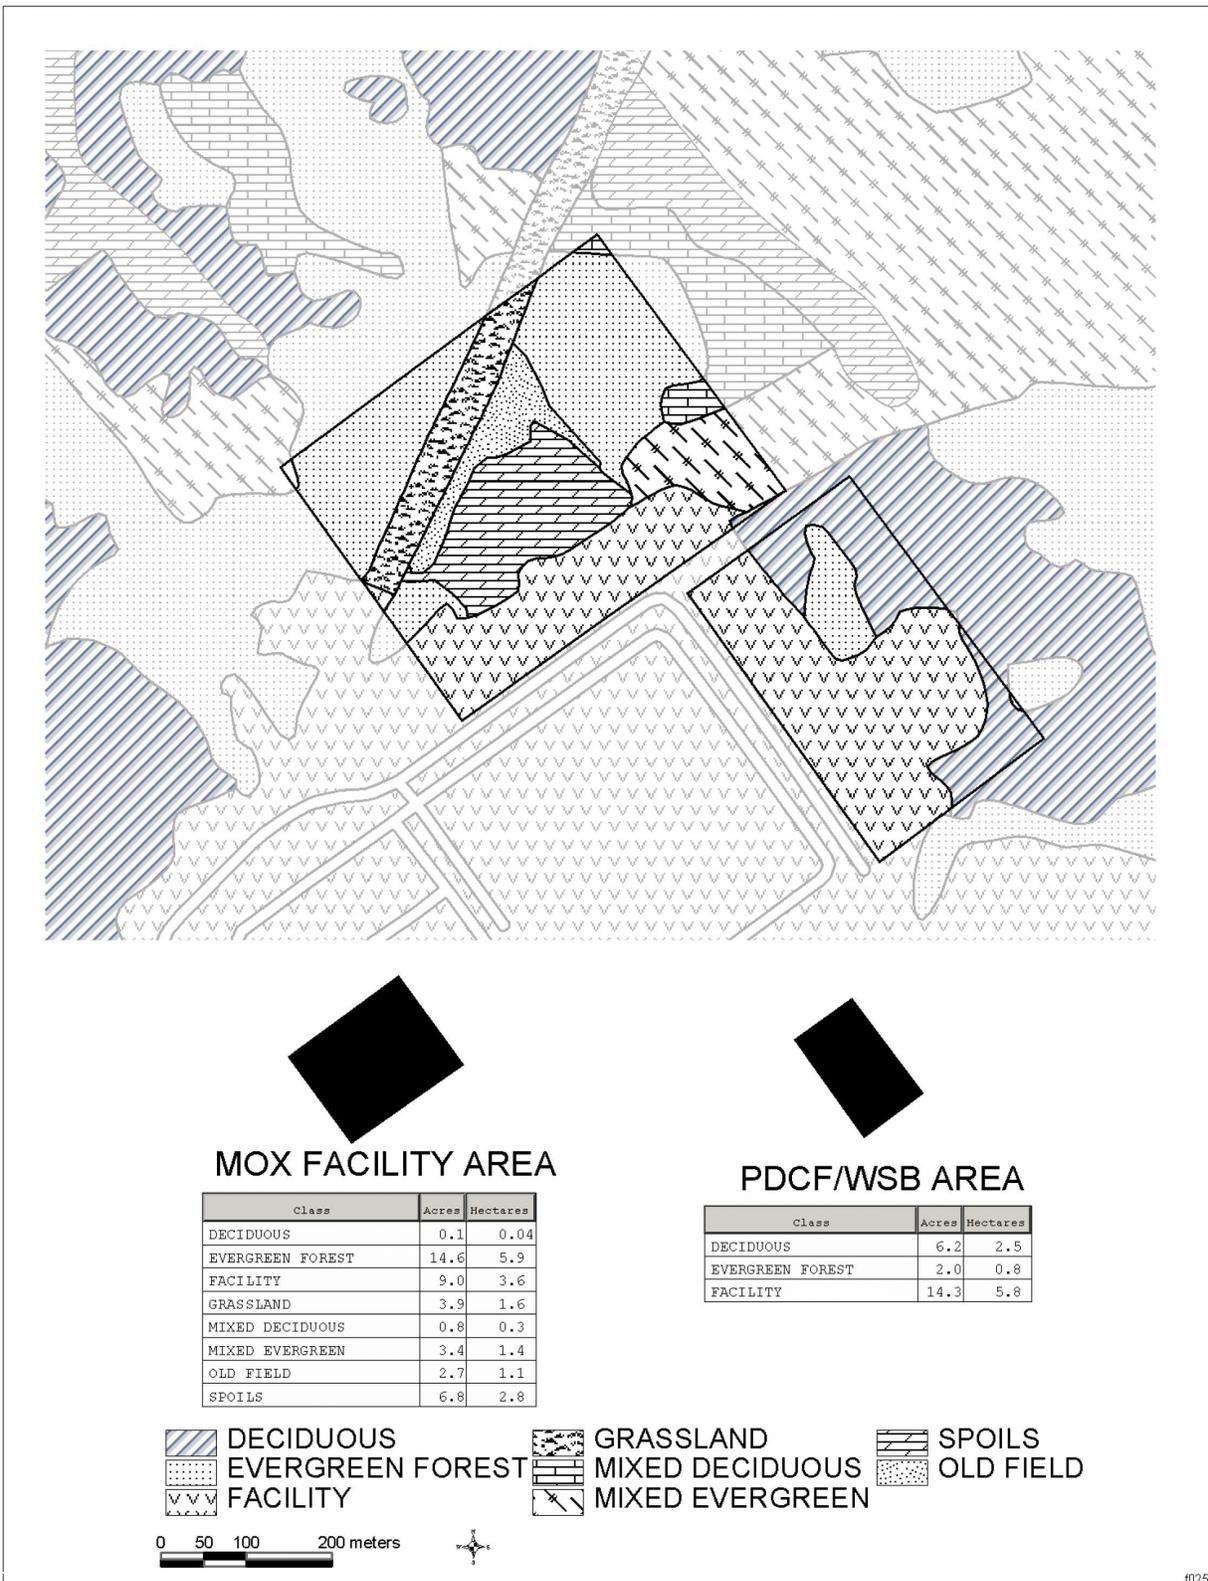 MOX FACILITY AREA
Class Acres Hectares
DECIDUOUS 0.1 0.04
EVERGREEN FOREST 14.6 5.9
FACILITY 9.0 3.6
GRASSLAND 3.9 1.6
MIXED DECIDUOUS 0.8 0.3
MIXED EVERGREEN 3.4 1.4
OLD FIELD 2.7 1.1
SPOILS 6.8 2.8
PDCF/WSB AREA
Class Acres Hectares
DECIDUOUS 6.2 2.5
EVERGREEN FOREST 2.0 0.8
FACILITY 14.3 5.8
DECIDUOUS GRASSLAND SPOILS
EVERGREEN FOREST MIXED DECIDUOUS OLD FIELD
FACILITY MIXED EVERGREEN
0 50 100 200 meters
N
W E
S
f025